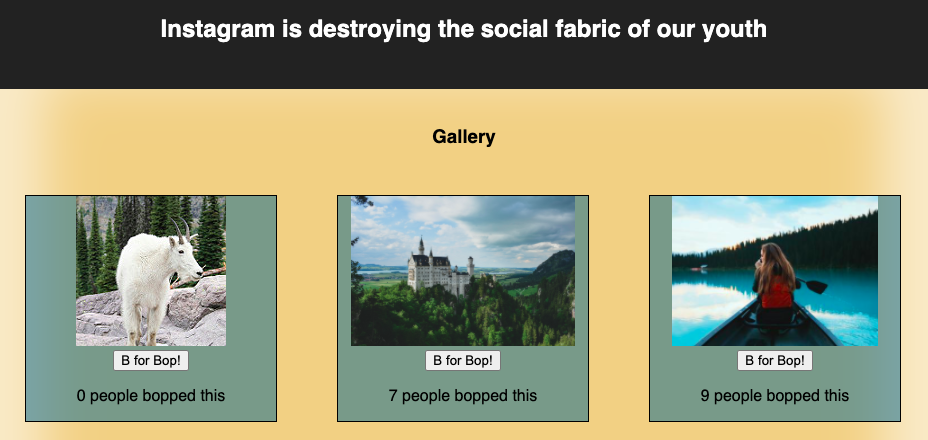 Instagram is destroying the social fabric of our youth
Gallery
B for Bop!
0 people bopped this
B for Bop!
7 people bopped this
B for Bop!
9 people bopped this